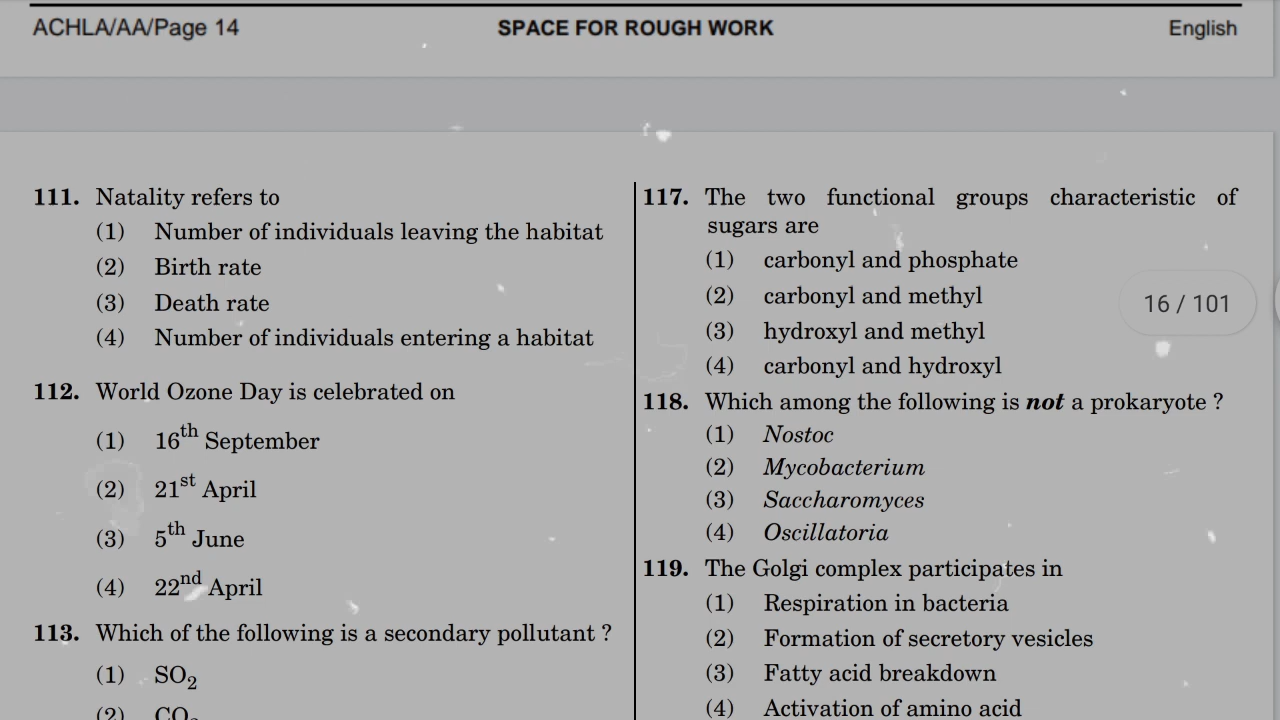 ACHLA/AA/Page 14 SPACE FOR ROUGH WORK English
111. Natality refers to
(1) Number of individuals leaving the habitat
(2) Birth rate
(3) Death rate
(4) Number of individuals entering a habitat
112. World Ozone Day is celebrated on
(1) 16th September
(2) 21st April
(3) 5th June
(4) 22nd April
113. Which of the following is a secondary pollutant ?
(1) SO2
(2) CO2
117. The two functional groups characteristic of
sugars are
(1) carbonyl and phosphate
(2) carbonyl and methyl
(3) hydroxyl and methyl
(4) carbonyl and hydroxyl
118. Which among the following is not a prokaryote ?
(1) Nostoc
(2) Mycobacterium
(3) Saccharomyces
(4) Oscillatoria
119. The Golgi complex participates in
(1) Respiration in bacteria
(2) Formation of secretory vesicles
(3) Fatty acid breakdown
(4) Activation of amino acid
16 / 101